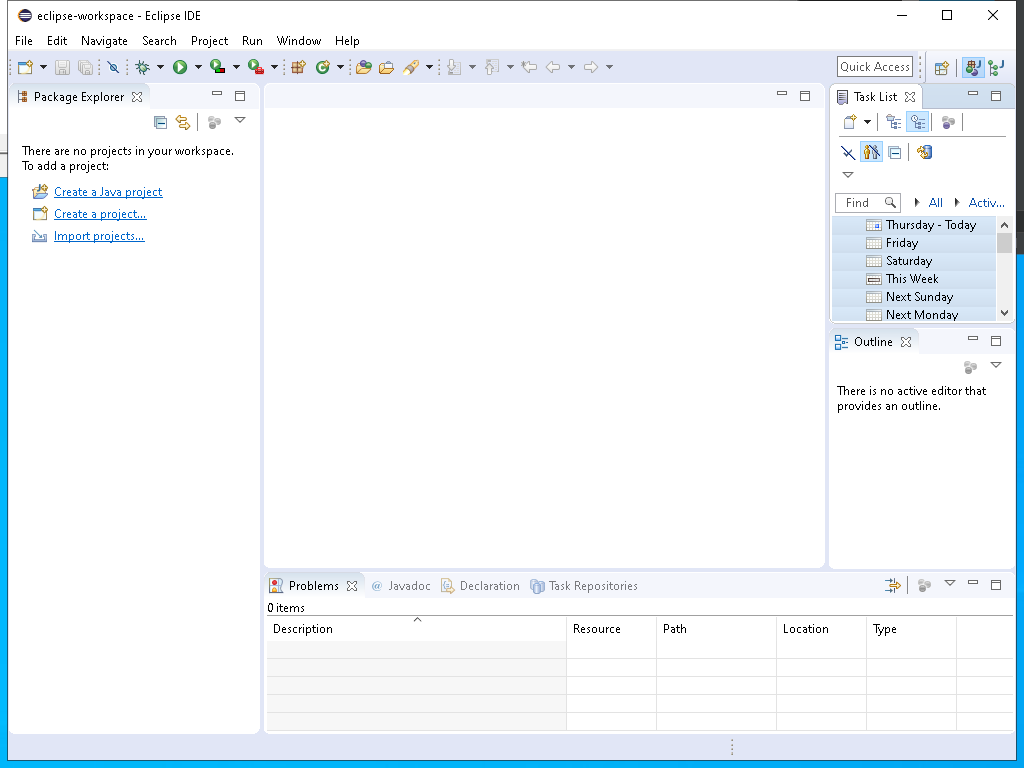 eclipse-workspace - Eclipse IDE
File Edit Navigate Search Project Run Window Help
Quick Access
Package Explorer
There are no projects in your workspace.
To add a project:
Create a Java project
Create a project...
Import projects...
Task List
Find All Activ...
Thursday - Today
Friday
Saturday
This Week
Next Sunday
Next Monday
Outline
There is no active editor that
provides an outline.
Problems @ Javadoc Declaration Task Repositories
0 items
Description Resource Path Location Type